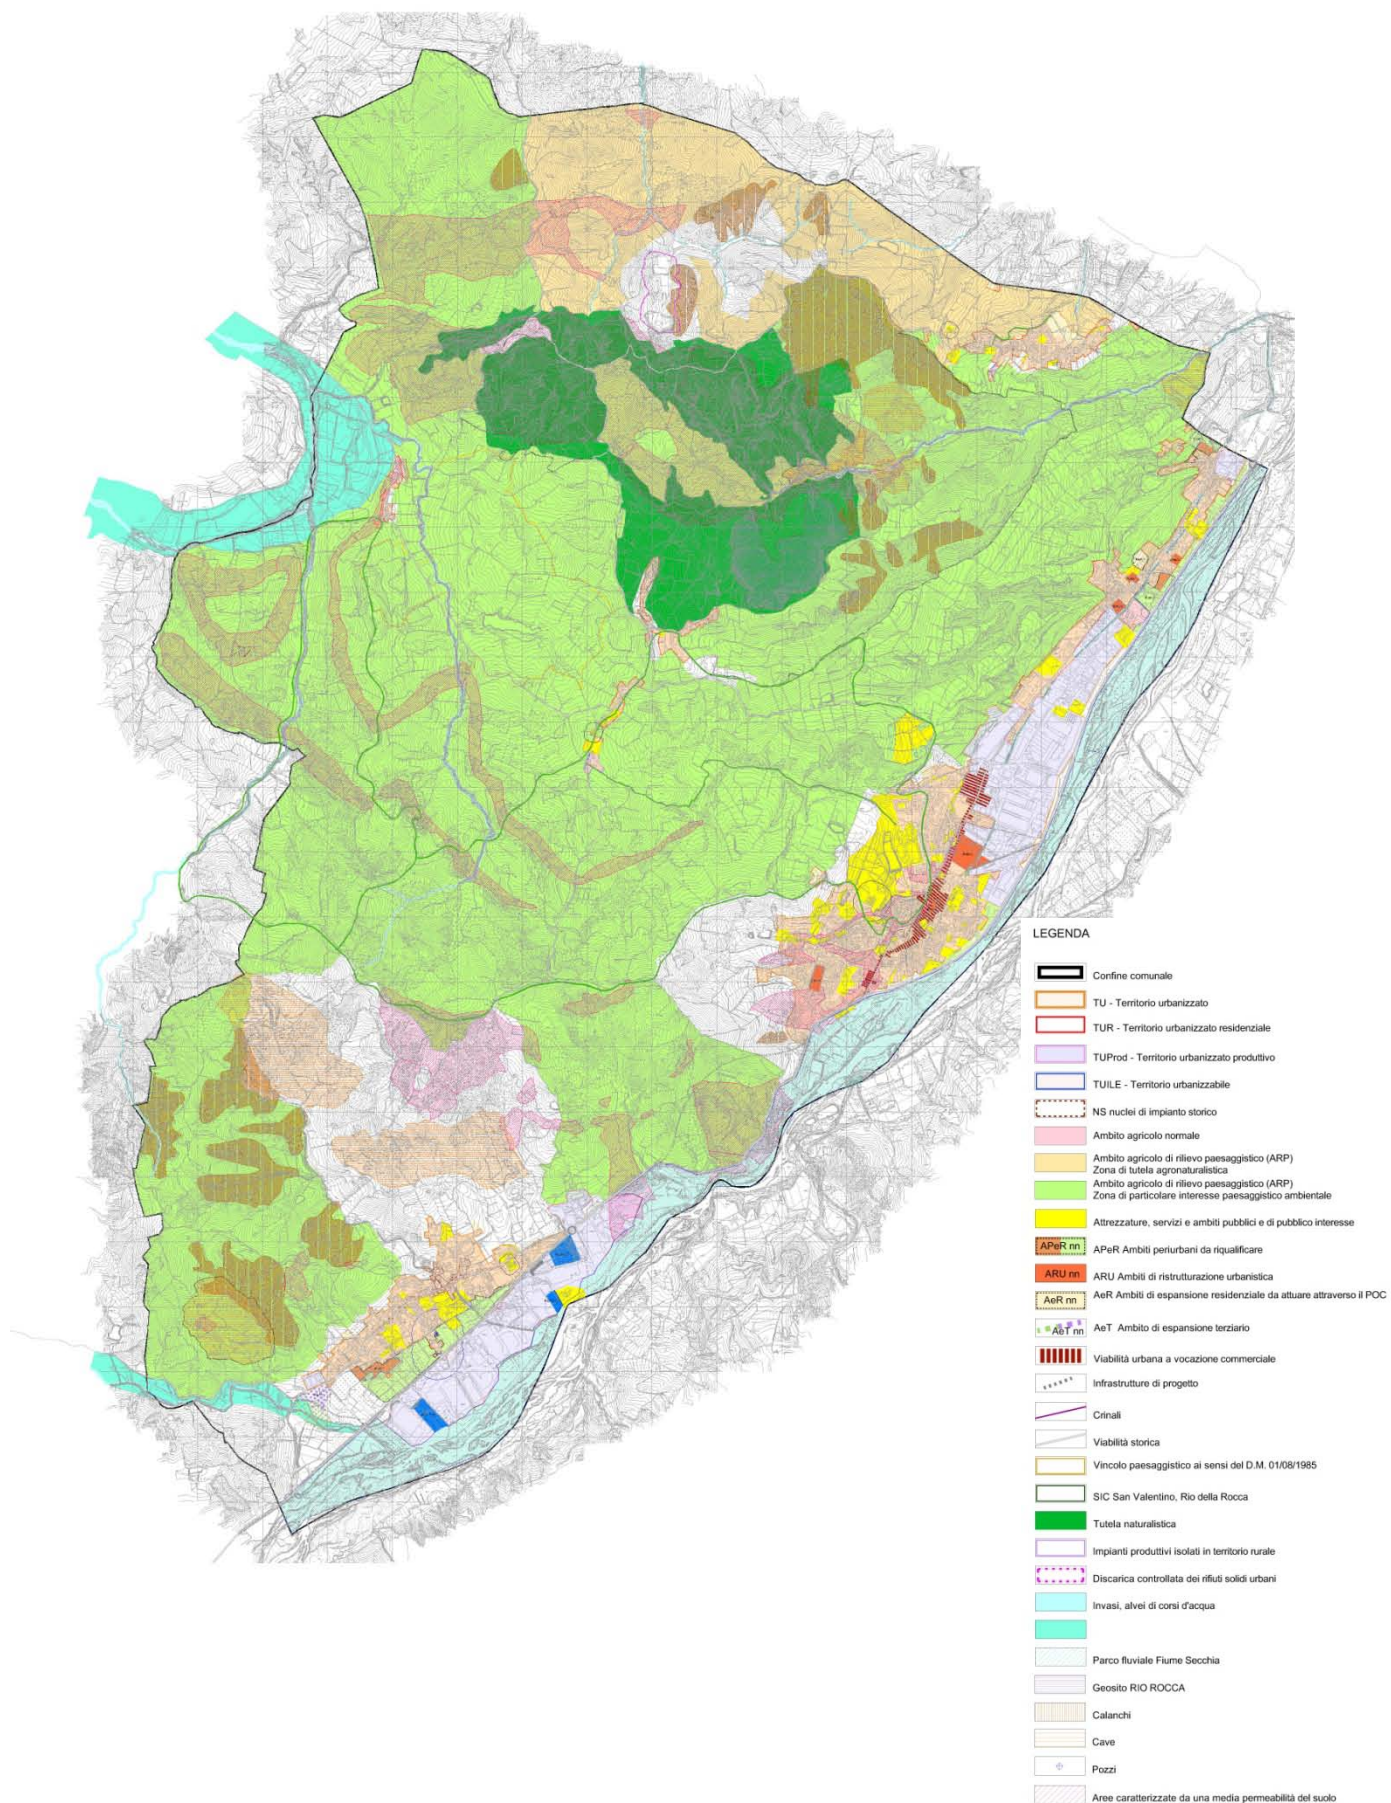 LEGENDA
Confine comunale
TU - Territorio urbanizzato
TUR - Territorio urbanizzato residenziale
TUProd - Territorio urbanizzato produttivo
TUILE - Territorio urbanizzabile
NS nuclei di impianto storico
Ambito agricolo normale
Ambito agricolo di rilievo paesaggistico (ARP)
Zona di tutela agronaturalistica
Ambito agricolo di rilievo paesaggistico (ARP)
Zona di particolare interesse paesaggistico ambientale
Attrezzature, servizi e ambiti pubblici e di pubblico interesse
APeR nn APeR Ambiti periurbani da riqualificare
ARU nn ARU Ambiti di ristrutturazione urbanistica
AeR nn AeR Ambiti di espansione residenziale da attuare attraverso il POC
AeT nn AeT Ambito di espansione terziario
Viabilità urbana a vocazione commerciale
Infrastrutture di progetto
Crinali
Viabilità storica
Vincolo paesaggistico ai sensi del D.M. 01/08/1985
SIC San Valentino, Rio della Rocca
Tutela naturalistica
Impianti produttivi isolati in territorio rurale
Discarica controllata dei rifiuti solidi urbani
Invasi, alvei di corsi d'acqua
Parco fluviale Fiume Secchia
Geosito RIO ROCCA
Calanchi
Cave
Pozzi
Aree caratterizzate da una media permeabilità del suolo